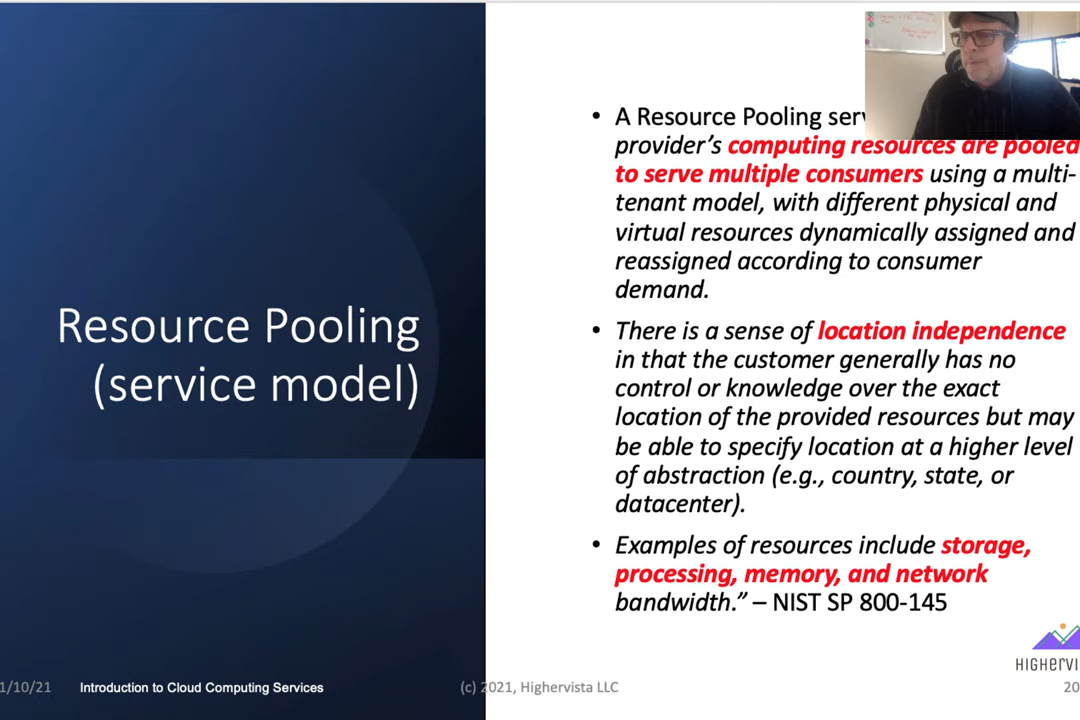 Resource Pooling
(service model)
• A Resource Pooling
provider's computing resources are pooled
to serve multiple consumers using a multi-
tenant model, with different physical and
virtual resources dynamically assigned and
reassigned according to consumer
demand.
• There is a sense of location independence
in that the customer generally has no
control or knowledge over the exact
location of the provided resources but may
be able to specify location at a higher level
of abstraction (e.g., country, state, or
datacenter).
• Examples of resources include storage,
processing, memory, and network
bandwidth.” – NIST SP 800-145
1/10/21
Introduction to Cloud Computing Services
(c) 2021, Highervista LLC